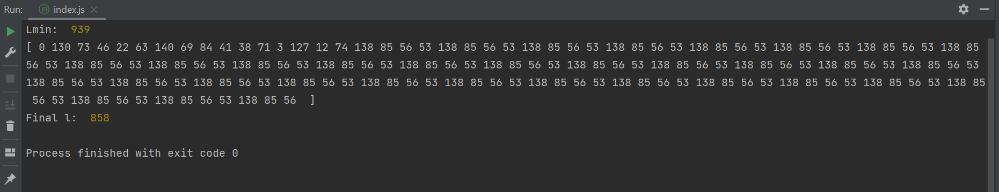 Run: index.js
Lmin: 939
[ 0 130 73 46 22 63 140 69 84 41 38 71 3 127 12 74 138 85 56 53 138 85 56 53 138 85 56 53 138 85 56 53 138 85 56 53 138 85 56 53 138 85 56 53 138 85
56 53 138 85 56 53 138 85 56 53 138 85 56 53 138 85 56 53 138 85 56 53 138 85 56 53 138 85 56 53 138 85 56 53 138 85 56 53 138 85 56 53 138 85 56 53
138 85 56 53 138 85 56 53 138 85 56 53 138 85 56 53 138 85 56 53 138 85 56 53 138 85 56 53 138 85 56 53 138 85 56 53 138 85 56 53 138 85 56 53 138 85
56 53 138 85 56 53 138 85 56 53 138 85 56 ]
Final l: 858
Process finished with exit code 0